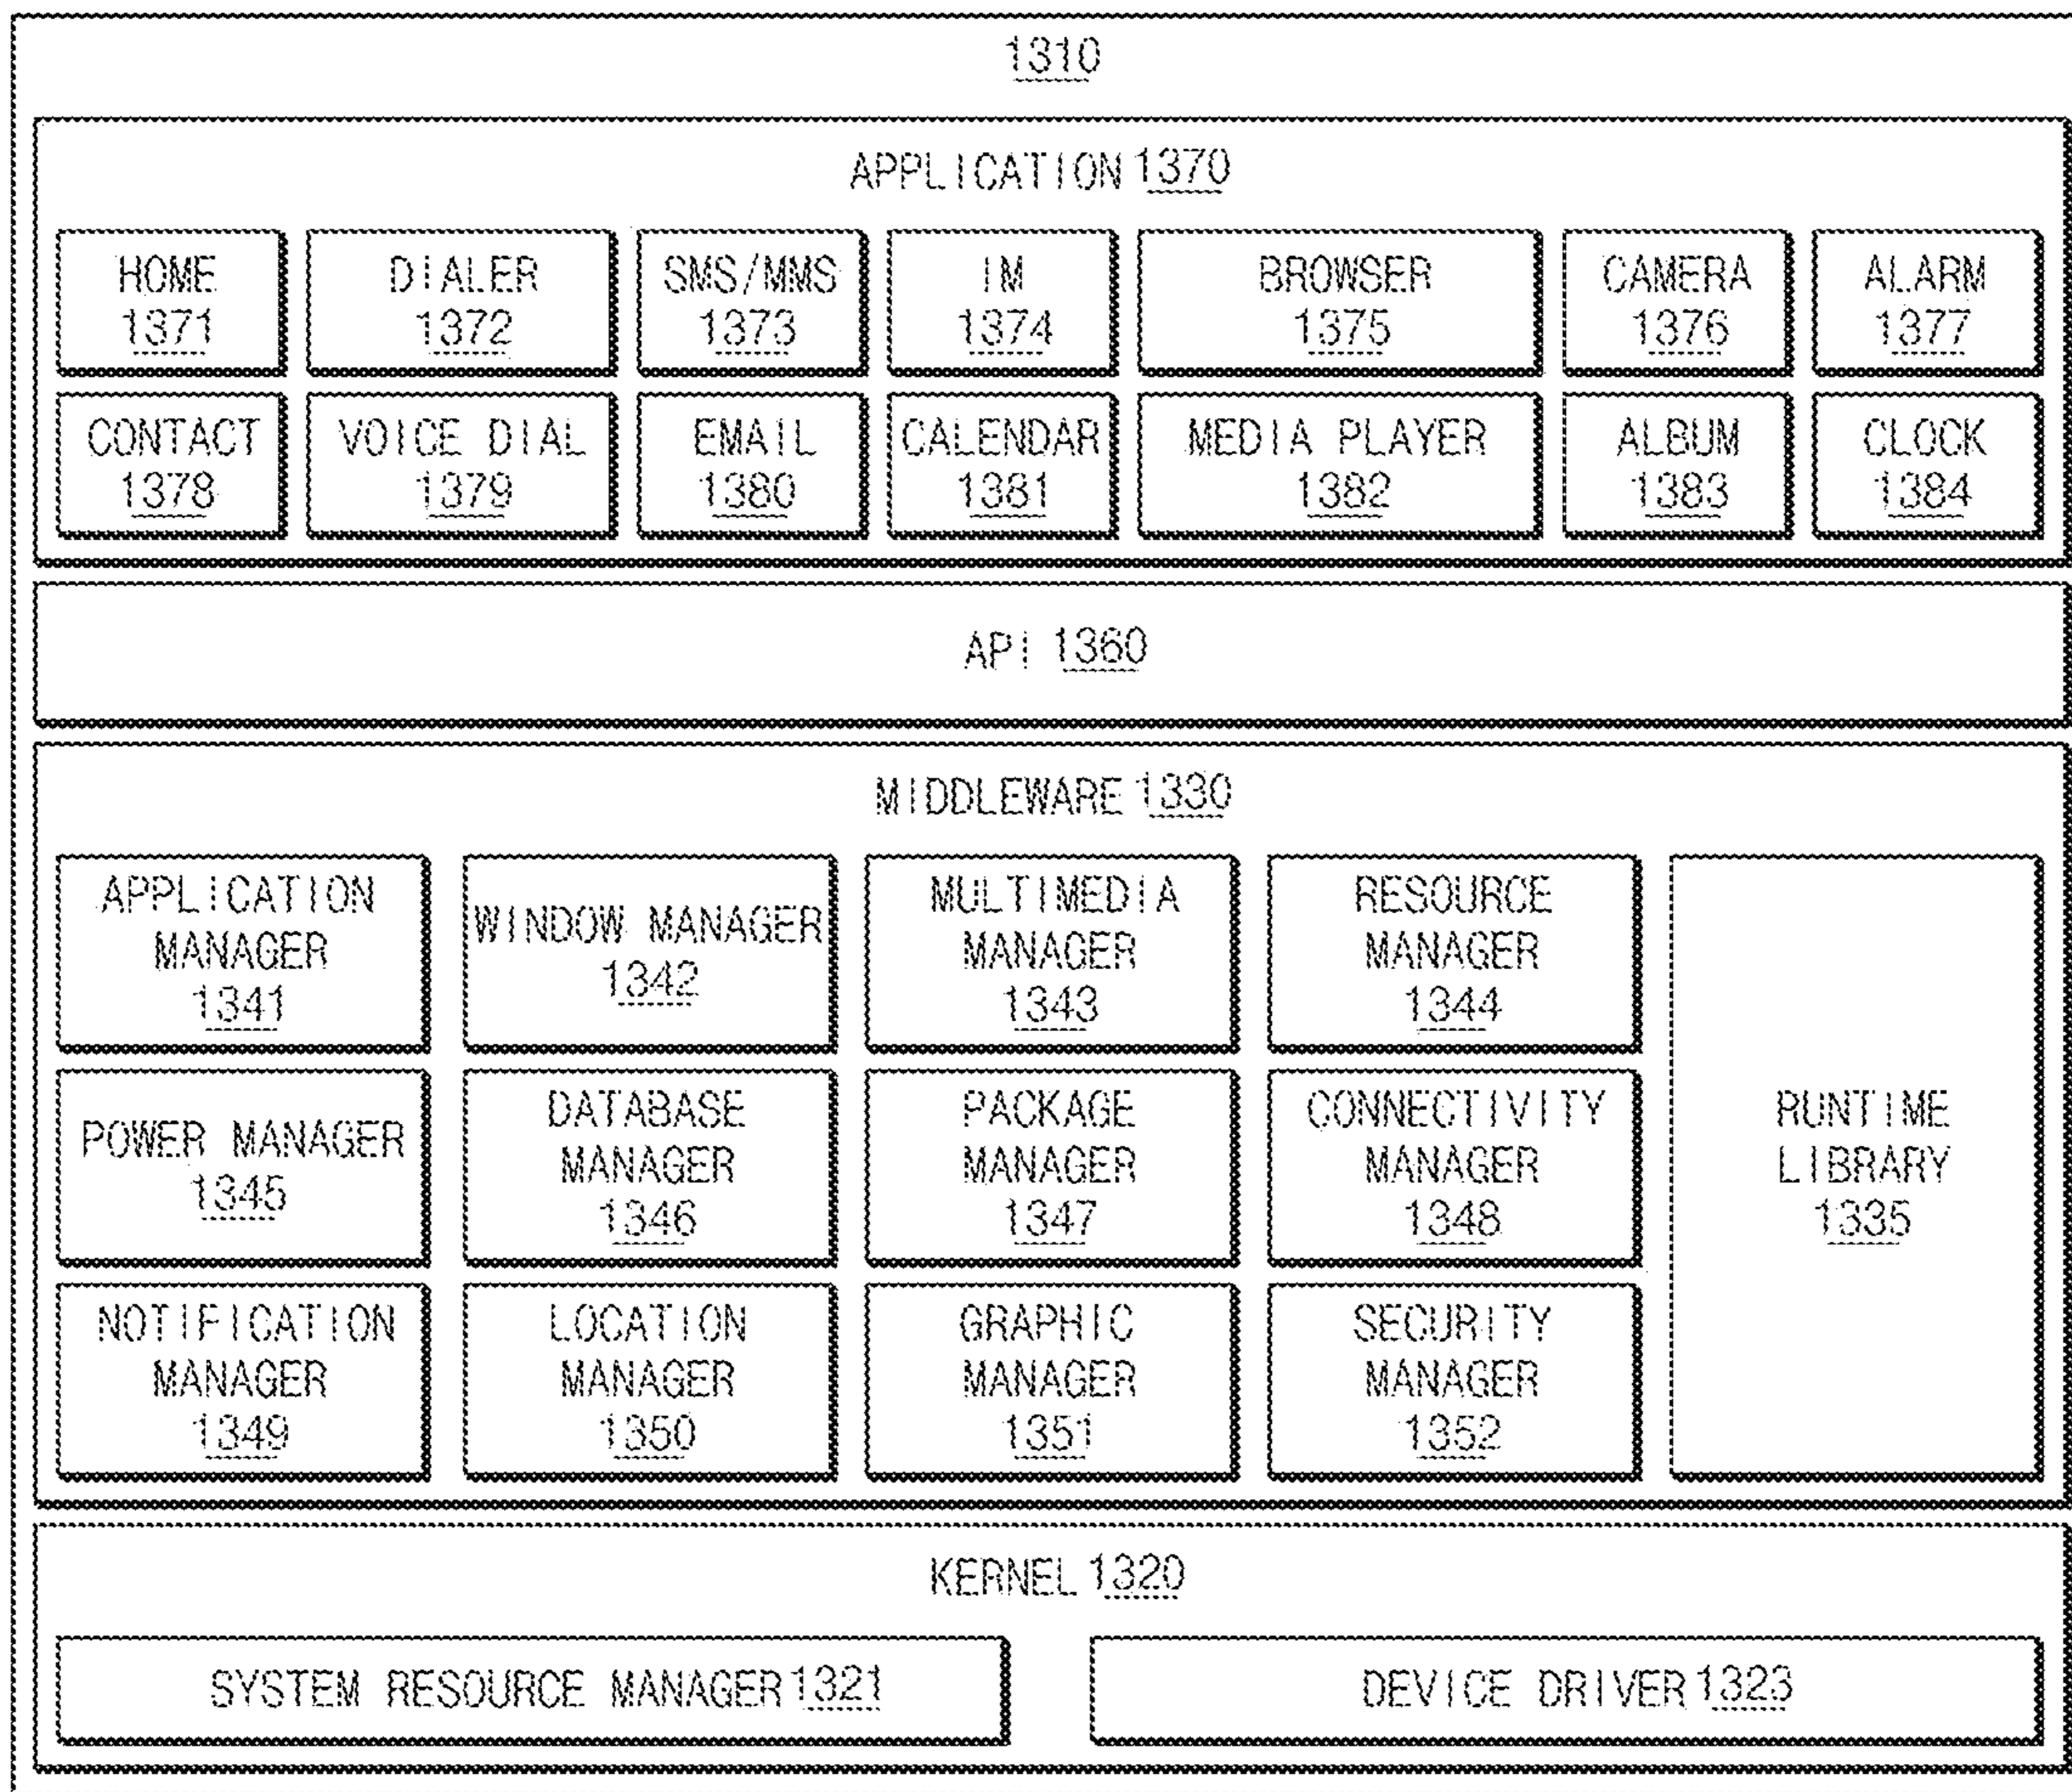 1310
APPLICATION 1370
HOME
1371
DIALER
1372
SMS/MMS
1373
IM
1374
BROWSER
1375
CAMERA
1376
ALARM
1377
CONTACT
1378
VOICE DIAL
1379
EMAIL
1380
CALENDAR
1381
MEDIA PLAYER
1382
ALBUM
1383
CLOCK
1384
API 1360
MIDDLEWARE 1330
APPLICATION
MANAGER
1341
WINDOW MANAGER
1342
MULTIMEDIA
MANAGER
1343
RESOURCE
MANAGER
1344
POWER MANAGER
1345
DATABASE
MANAGER
1346
PACKAGE
MANAGER
1347
CONNECTIVITY
MANAGER
1348
RUNTIME
LIBRARY
1335
NOTIFICATION
MANAGER
1349
LOCATION
MANAGER
1350
GRAPHIC
MANAGER
1351
SECURITY
MANAGER
1352
KERNEL 1320
SYSTEM RESOURCE MANAGER 1321
DEVICE DRIVER 1323